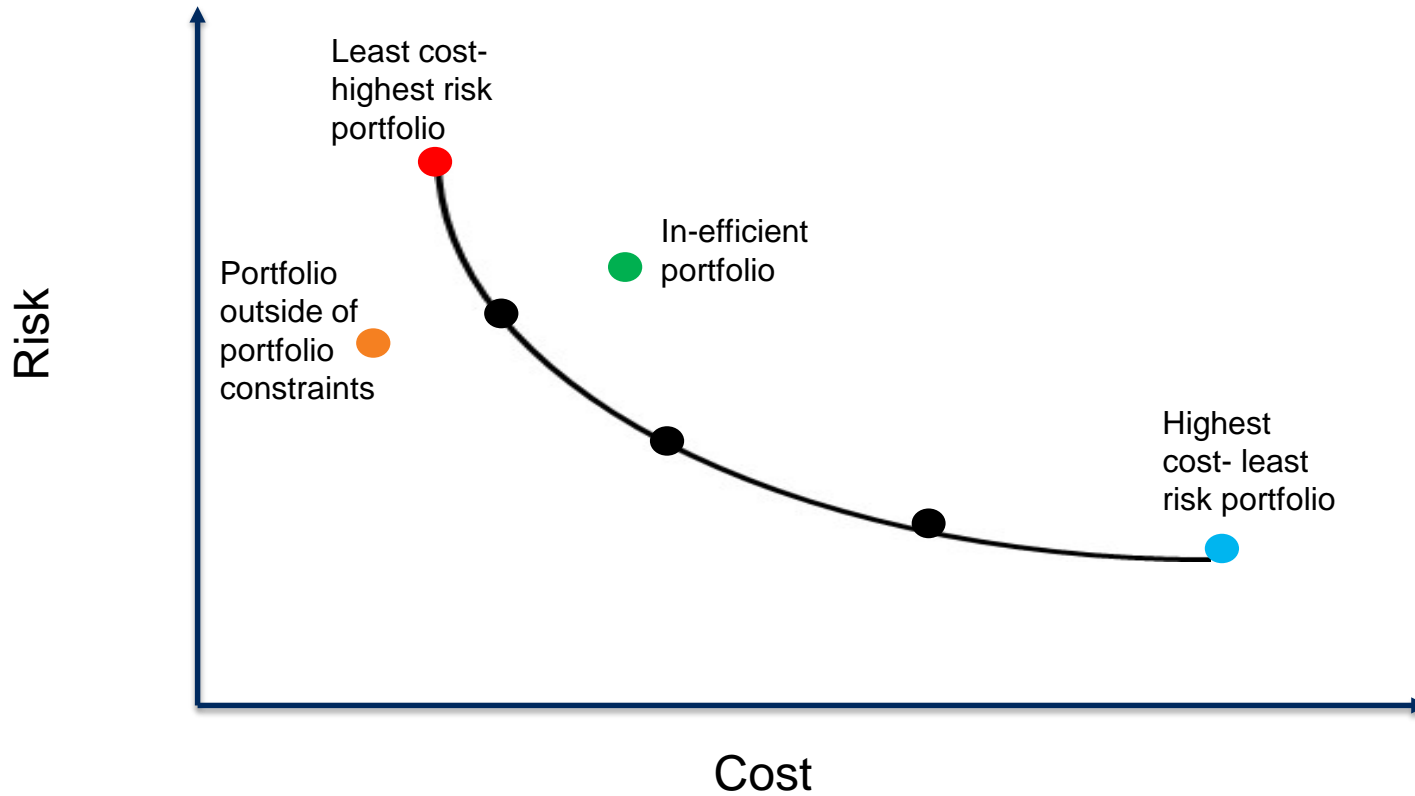 Least cost-
highest risk
portfolio
In-efficient
portfolio
Portfolio
outside of
portfolio
constraints
Risk
Highest
cost- least
risk portfolio
Cost